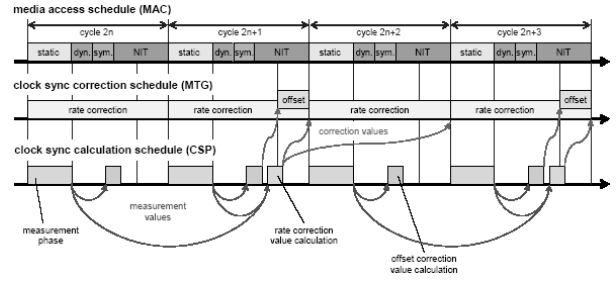 media access schedule (MAC)
cycle 2n
cycle 2n+1
cycle 2n+2
cycle 2n+3
static dyn. sym. NIT static dyn. sym. NIT static dyn. sym. NIT static dyn. sym. NIT
clock sync correction schedule (MTG)
offset
offset
rate correction
rate correction
rate correction
rate correction
correction values
clock sync calculation schedule (CSP)
measurement
values
measurement
phase
rate correction
value calculation
offset correction
value calculation